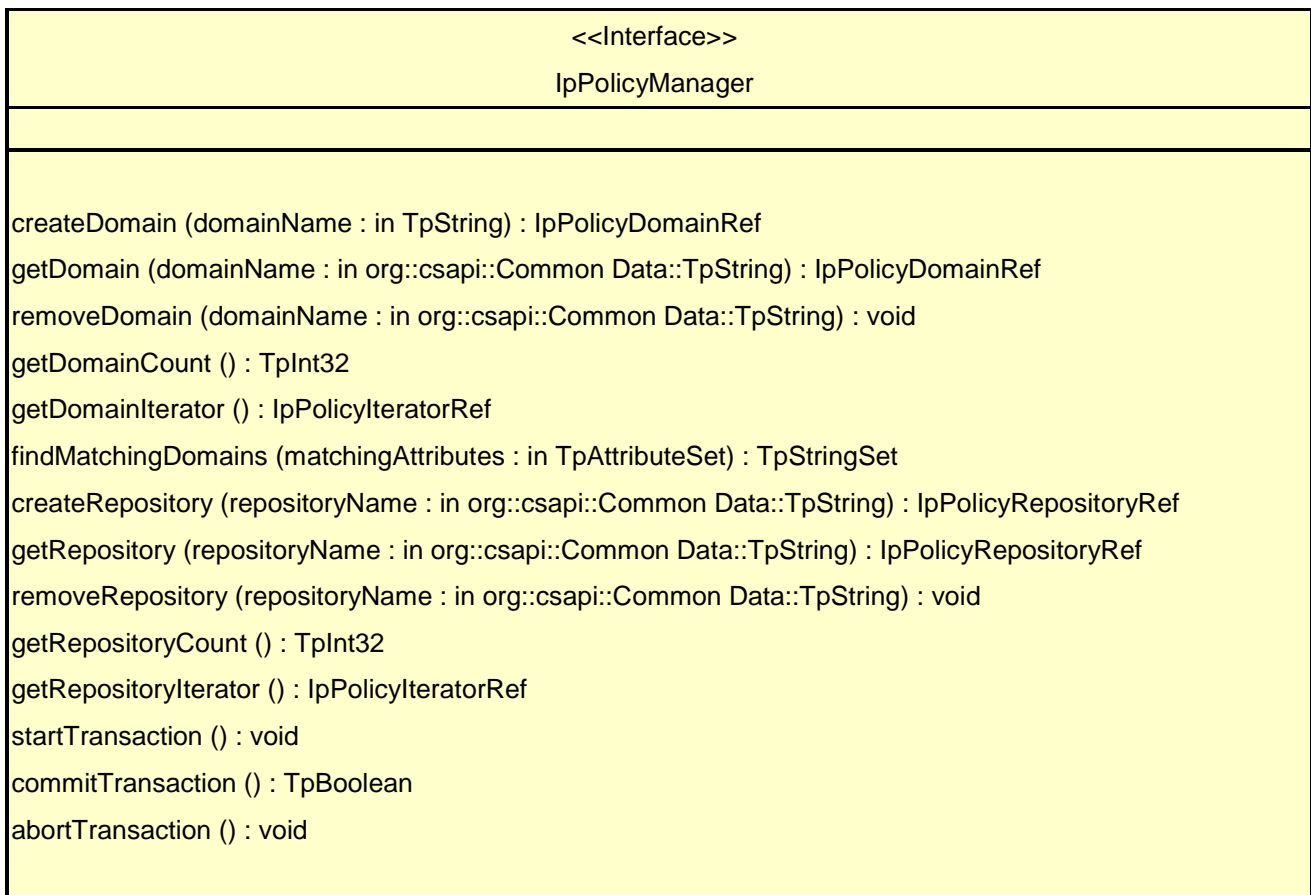 <<Interface>>
IpPolicyManager
createDomain (domainName : in TpString) : IpPolicyDomainRef
getDomain (domainName : in org::csapi::Common Data::TpString) : IpPolicyDomainRef
removeDomain (domainName : in org::csapi::Common Data::TpString) : void
getDomainCount () : TpInt32
getDomainIterator () : IpPolicyIteratorRef
findMatchingDomains (matchingAttributes : in TpAttributeSet) : TpStringSet
createRepository (repositoryName : in org::csapi::Common Data::TpString) : IpPolicyRepositoryRef
getRepository (repositoryName : in org::csapi::Common Data::TpString) : IpPolicyRepositoryRef
removeRepository (repositoryName : in org::csapi::Common Data::TpString) : void
getRepositoryCount () : TpInt32
getRepositoryIterator () : IpPolicyIteratorRef
startTransaction () : void
commitTransaction () : TpBoolean
abortTransaction () : void